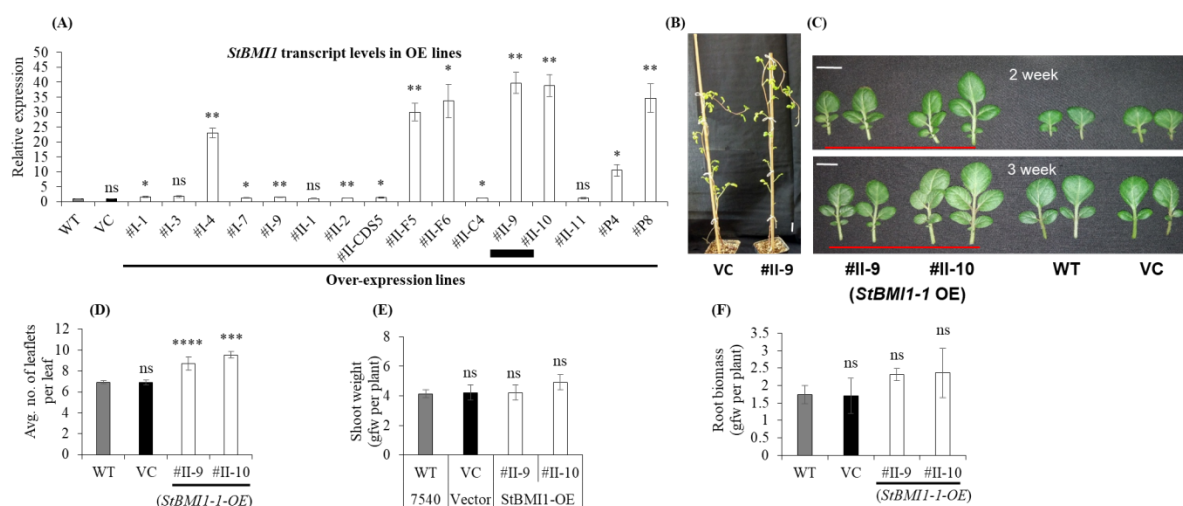 (A)
StBMI1 transcript levels in OE lines
Relative expression
50
45
40
35
30
25
20
15
10
5
0
* ns ** * ** ns ** * ** * * ** ** ns * **
ns
WT VC #I-1 #I-3 #I-4 #I-7 #I-9 #II-1 #II-2 #II-CDS5 #II-F5 #II-F6 #II-C4 #II-9 #II-10 #II-11 #P4 #P8
Over-expression lines
(B)
VC #II-9
(C)
2 week
3 week
#II-9 #II-10 WT VC
(StBMI1-1 OE)
(D)
Avg. no. of leaflets
per leaf
12
10
8
6
4
2
0
ns **** ***
WT VC #II-9 #II-10
(StBMI1-1-OE)
(E)
Shoot weight
(gfw per plant)
8
6
4
2
0
ns ns ns
WT VC #II-9 #II-10
7540 Vector StBMI1-OE
(F)
Root biomass
(gfw per plant)
3.5
3
2.5
2
1.5
1
0.5
0
ns ns ns
WT VC #II-9 #II-10
(StBMI1-1-OE)